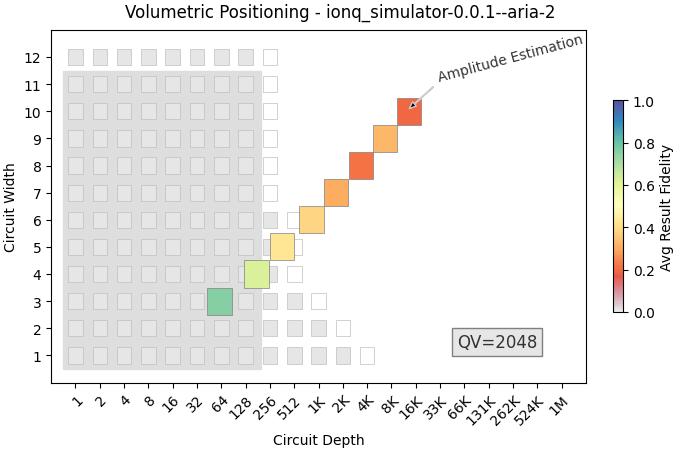 Volumetric Positioning - ionq_simulator-0.0.1--aria-2
Amplitude Estimation
12
11
10
9
8
7
6
5
4
3
2
1
Circuit Width
QV=2048
1 2 4 8 16 32 64 128 256 512 1K 2K 4K 8K 16K 33K 66K 131K 262K 524K 1M
Circuit Depth
1.0
0.8
0.6
0.4
0.2
0.0
Avg Result Fidelity